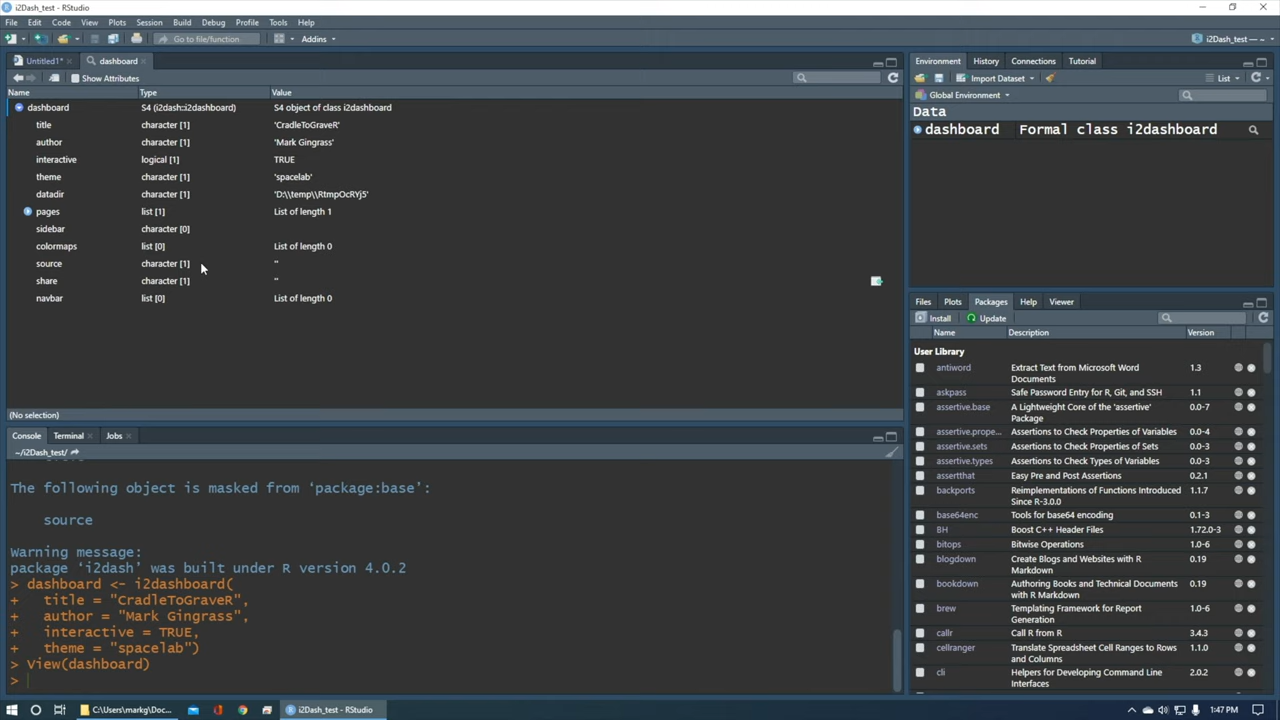 i2Dash_test - RStudio
File Edit Code View Plots Session Build Debug Profile Tools Help
Go to file/function Addins i2Dash_test — ~
Untitled1* dashboard
Show Attributes
Name Type Value
dashboard S4 (i2dash::i2dashboard) S4 object of class i2dashboard
title character [1] 'CradleToGraveR'
author character [1] 'Mark Gingrass'
interactive logical [1] TRUE
theme character [1] 'spacelab'
datadir character [1] 'D:\\temp\\RtmpOcRYj5'
pages list [1] List of length 1
sidebar character [0]
colormaps list [0] List of length 0
source character [1] ''
share character [1] ''
navbar list [0] List of length 0
(No selection)
Console Terminal Jobs
~/i2Dash_test/
The following object is masked from ‘package:base’:
source
Warning message:
package ‘i2dash’ was built under R version 4.0.2
> dashboard <- i2dashboard(
+ title = "CradleToGraveR",
+ author = "Mark Gingrass",
+ interactive = TRUE,
+ theme = "spacelab")
> View(dashboard)
>
Environment History Connections Tutorial
Import Dataset List
Global Environment
Data
dashboard Formal class i2dashboard
Files Plots Packages Help Viewer
Install Update
Name Description Version
User Library
antiword Extract Text from Microsoft Word 1.3
Documents
askpass Safe Password Entry for R, Git, and SSH 1.1
assertive.base A Lightweight Core of the 'assertive' 0.0-7
Package
assertive.prope... Assertions to Check Properties of Variables 0.0-4
assertive.sets Assertions to Check Properties of Sets 0.0-3
assertive.types Assertions to Check Types of Variables 0.0-3
assertthat Easy Pre and Post Assertions 0.2.1
backports Reimplementations of Functions Introduced 1.1.7
Since R-3.0.0
base64enc Tools for base64 encoding 0.1-3
BH Boost C++ Header Files 1.72.0-3
bitops Bitwise Operations 1.0-6
blogdown Create Blogs and Websites with R 0.19
Markdown
bookdown Authoring Books and Technical Documents 0.19
with R Markdown
brew Templating Framework for Report 1.0-6
Generation
callr Call R from R 3.4.3
cellranger Translate Spreadsheet Cell Ranges to Rows 1.1.0
and Columns
cli Helpers for Developing Command Line 2.0.2
Interfaces
C:\Users\markg\Doc... i2Dash_test - RStudio 1:47 PM